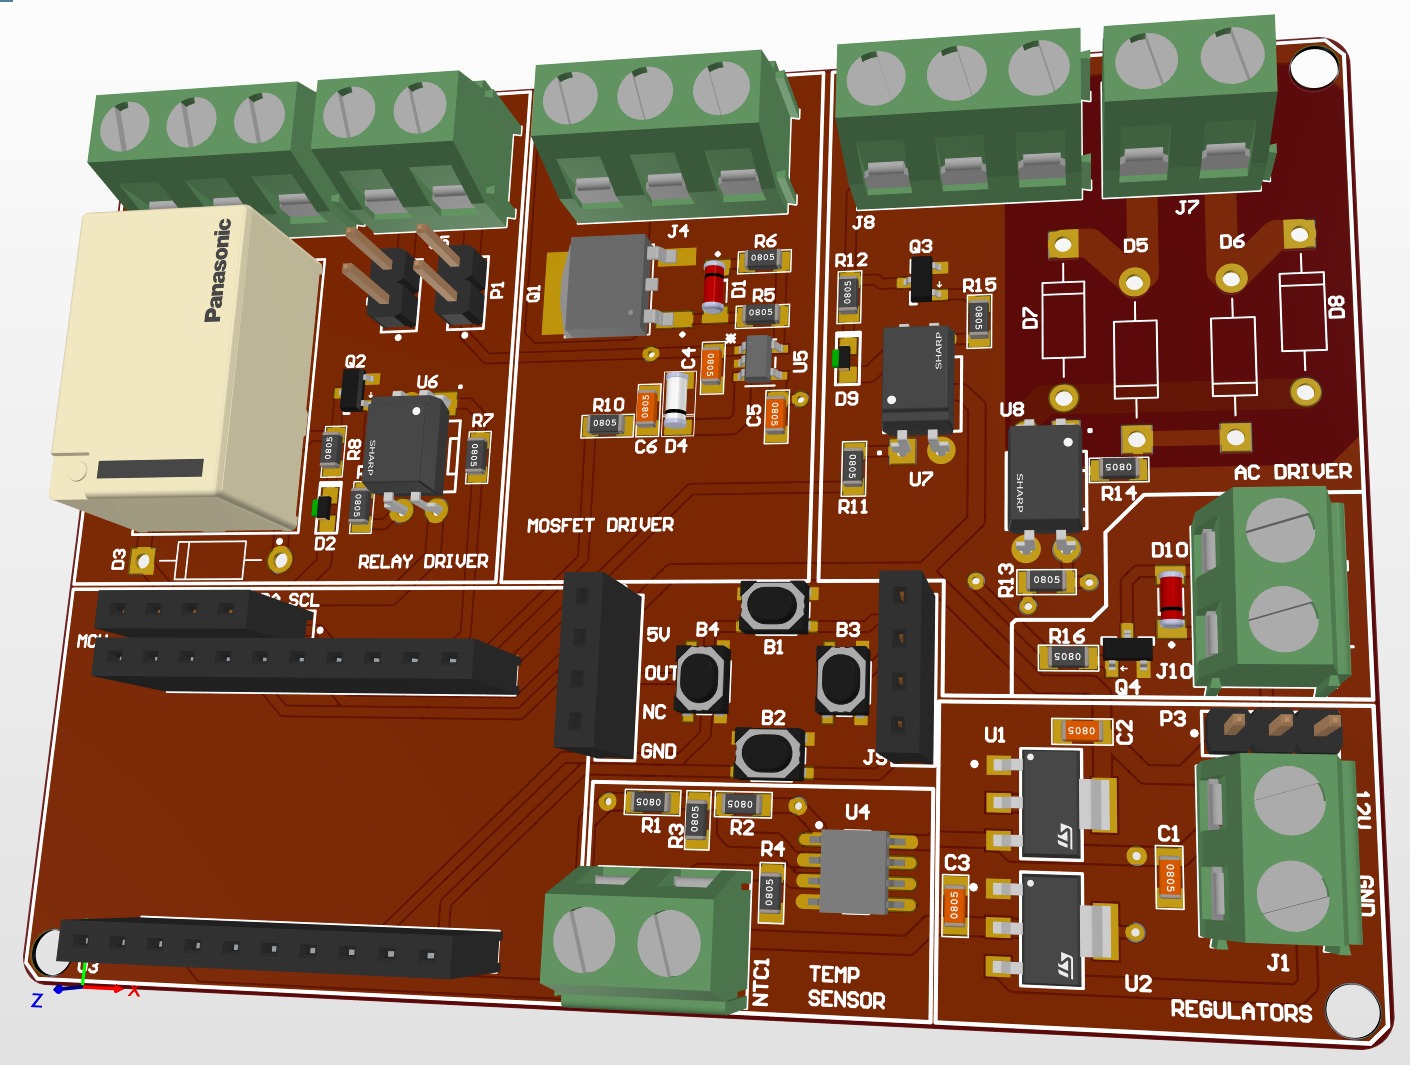 J8
J7
Panasonic
J4
Q1
D1
R6
0805
R5
0805
P1
R12
0805
Q3
R15
0805
SHARP
D5
D6
D7
D8
C4
0805
U5
Q2
U6
R7
0805
R8
0805
SHARP
0805
D2
R10
0805
0805
C6
D4
C5
0805
D9
U7
U8
SHARP
R11
0805
0805
R14
AC DRIVER
MOSFET DRIVER
D3
RELAY DRIVER
SCL
R13
0805
D10
R16
0805
Q4
J10
5V
OUT
NC
GND
B4
B1
B3
B2
U1
0805
C2
P3
R1
0805
R3
0805
R2
0805
R4
0805
U4
C3
0805
C1
0805
12V
GND
ST
ST
U2
J1
NTC1
TEMP
SENSOR
REGULATORS
U3
Z
X